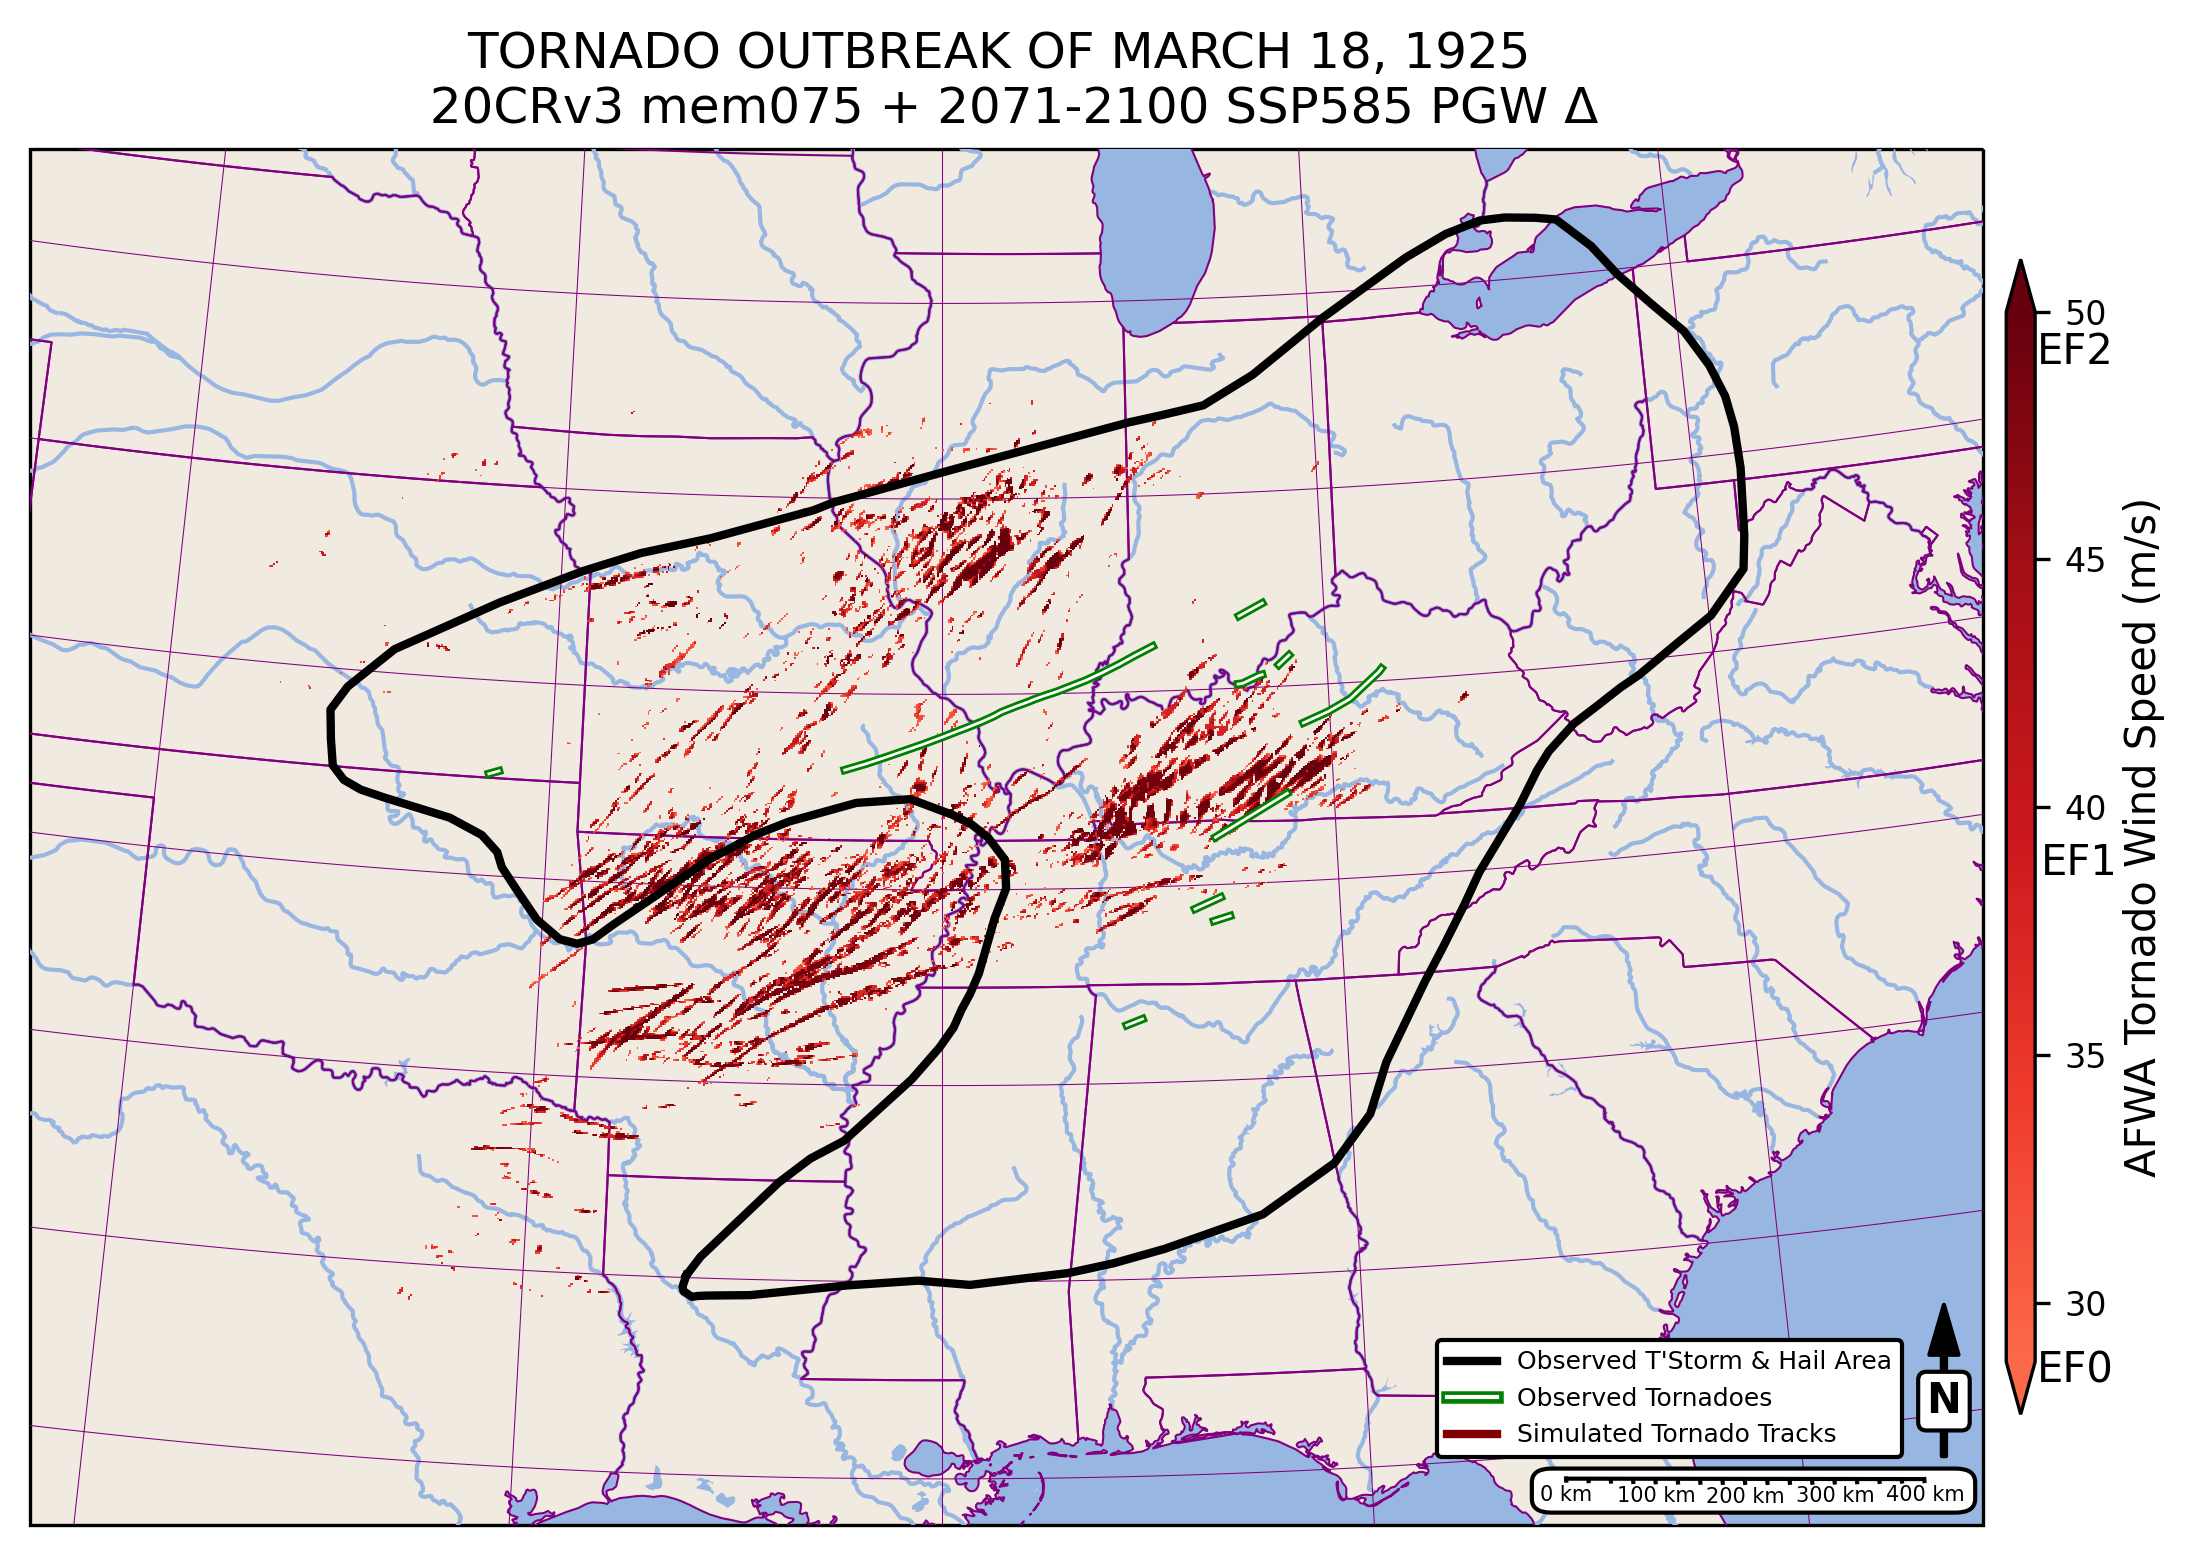 TORNADO OUTBREAK OF MARCH 18, 1925
20CRv3 mem075 + 2071-2100 SSP585 PGW Δ
50
EF2
45
40
EF1
35
30
EF0
AFWA Tornado Wind Speed (m/s)
Observed T'Storm & Hail Area
Observed Tornadoes
Simulated Tornado Tracks
N
0 km 100 km 200 km 300 km 400 km